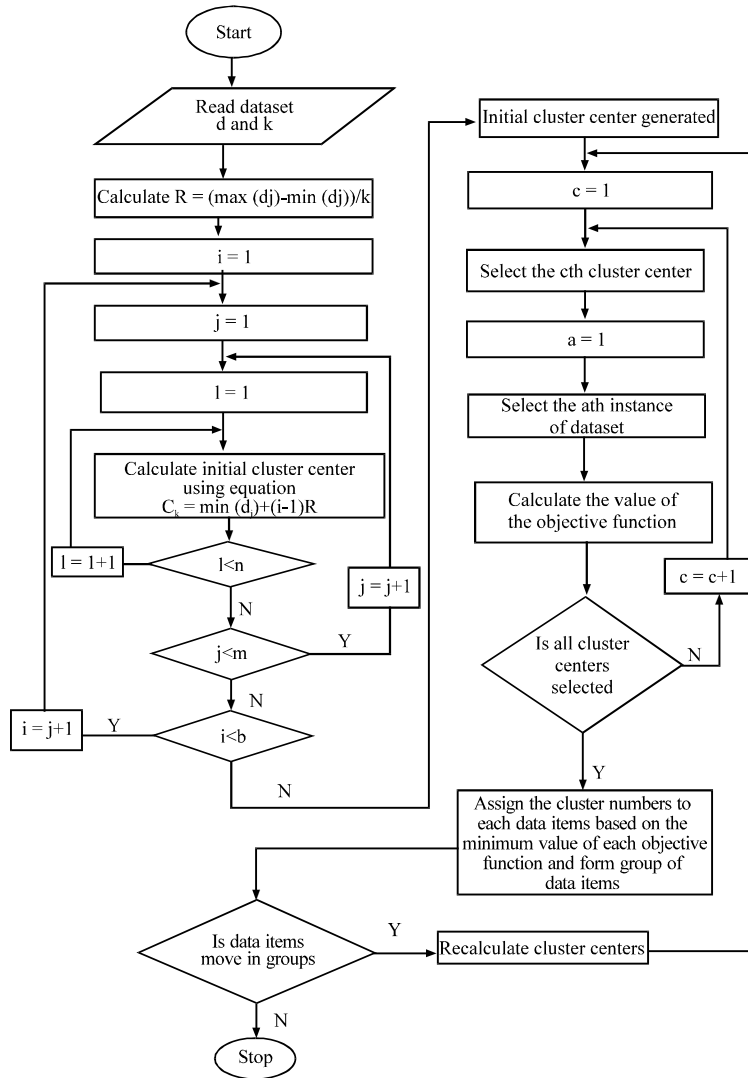 Start
Read dataset
d and k
Calculate R = (max (dj)-min (dj))/k
i = 1
j = 1
l = 1
Calculate initial cluster center
using equation
Cₖ = min (dⱼ)+(i-1)R
l<n
l = 1+1
N
j<m
Y
j = j+1
N
i<b
Y
i = j+1
N
Initial cluster center generated
c = 1
Select the cth cluster center
a = 1
Select the ath instance
of dataset
Calculate the value of
the objective function
Is all cluster
centers
selected
N
c = c+1
Y
Assign the cluster numbers to
each data items based on the
minimum value of each objective
function and form group of
data items
Is data items
move in groups
Y
Recalculate cluster centers
N
Stop